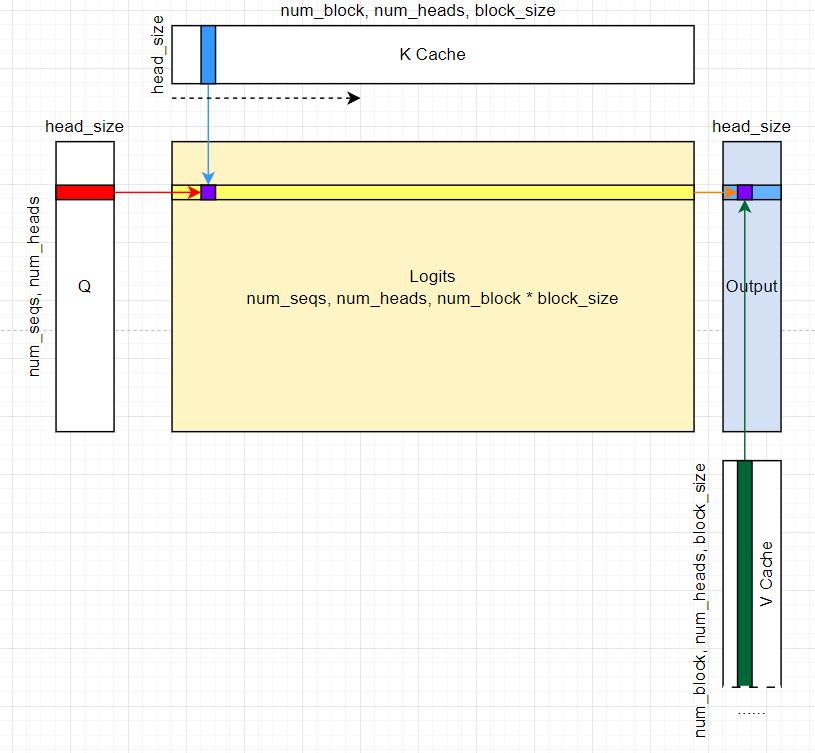 num_block, num_heads, block_size
head_size
K Cache
head_size
head_size
num_seqs, num_heads
Q
Logits
num_seqs, num_heads, num_block * block_size
Output
num_block, num_heads, block_size
V Cache
......